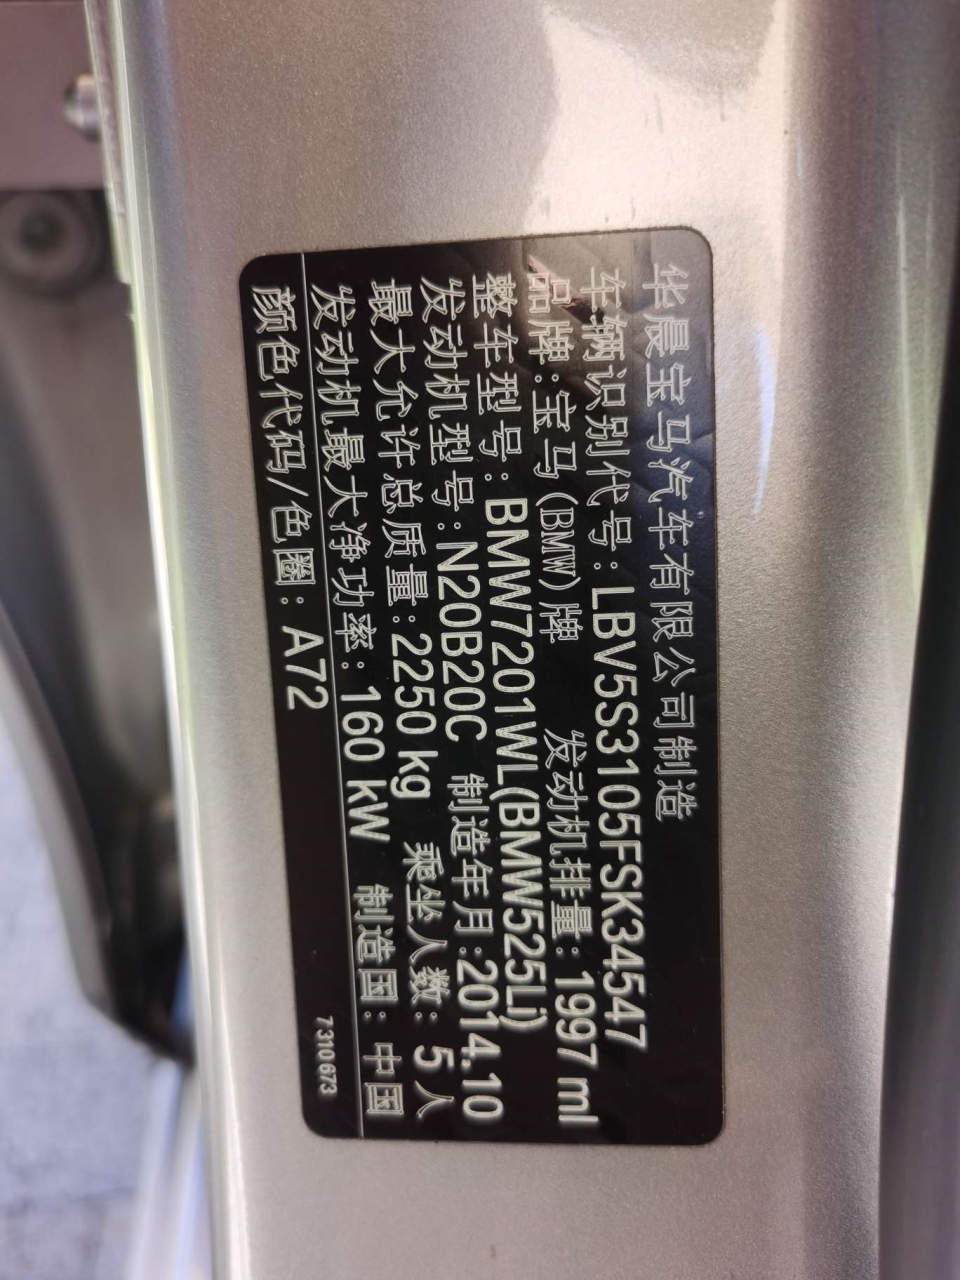 华晨宝马汽车有限公司制造
车辆识别代号:LBV5S3105FSK34547
品牌:宝马(BMW)牌 发动机排量:1997 ml
整车型号:BMW7201WL(BMW525Li)
发动机型号:N20B20C 制造年月:2014.10
最大允许总质量:2250 kg 乘坐人数:5人
发动机最大净功率:160 kW 制造国:中国
颜色代码/色圈:A72
7310673